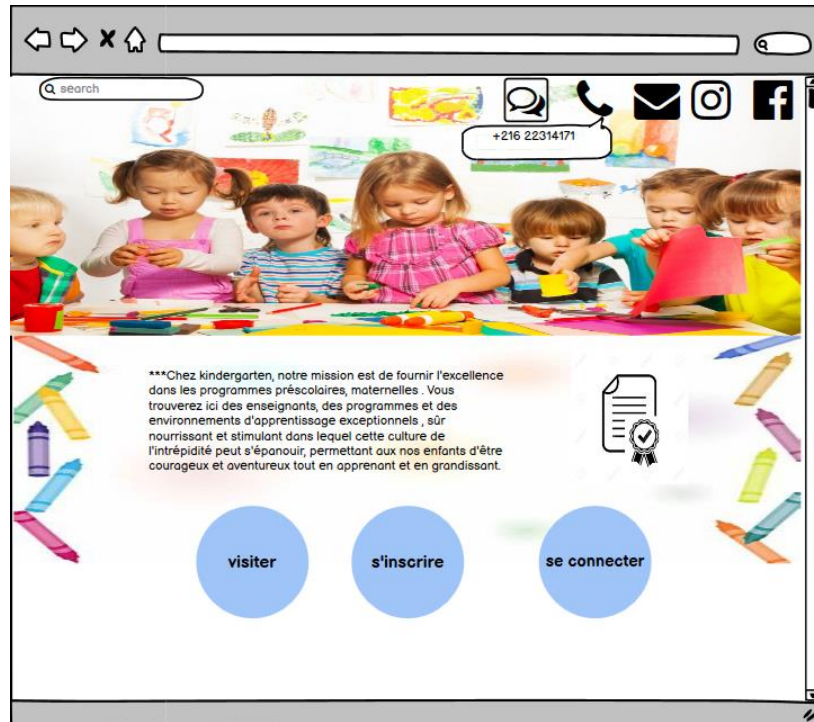 search
+216 22314171
***Chez kindergarten, notre mission est de fournir l'excellence
dans les programmes préscolaires, maternelles . Vous
trouverez ici des enseignants, des programmes et des
environnements d'apprentissage exceptionnels , sûr
nourrissant et stimulant dans lequel cette culture de
l'intrépidité peut s'épanouir, permettant aux nos enfants d'être
courageux et aventureux tout en apprenant et en grandissant.
visiter
s'inscrire
se connecter